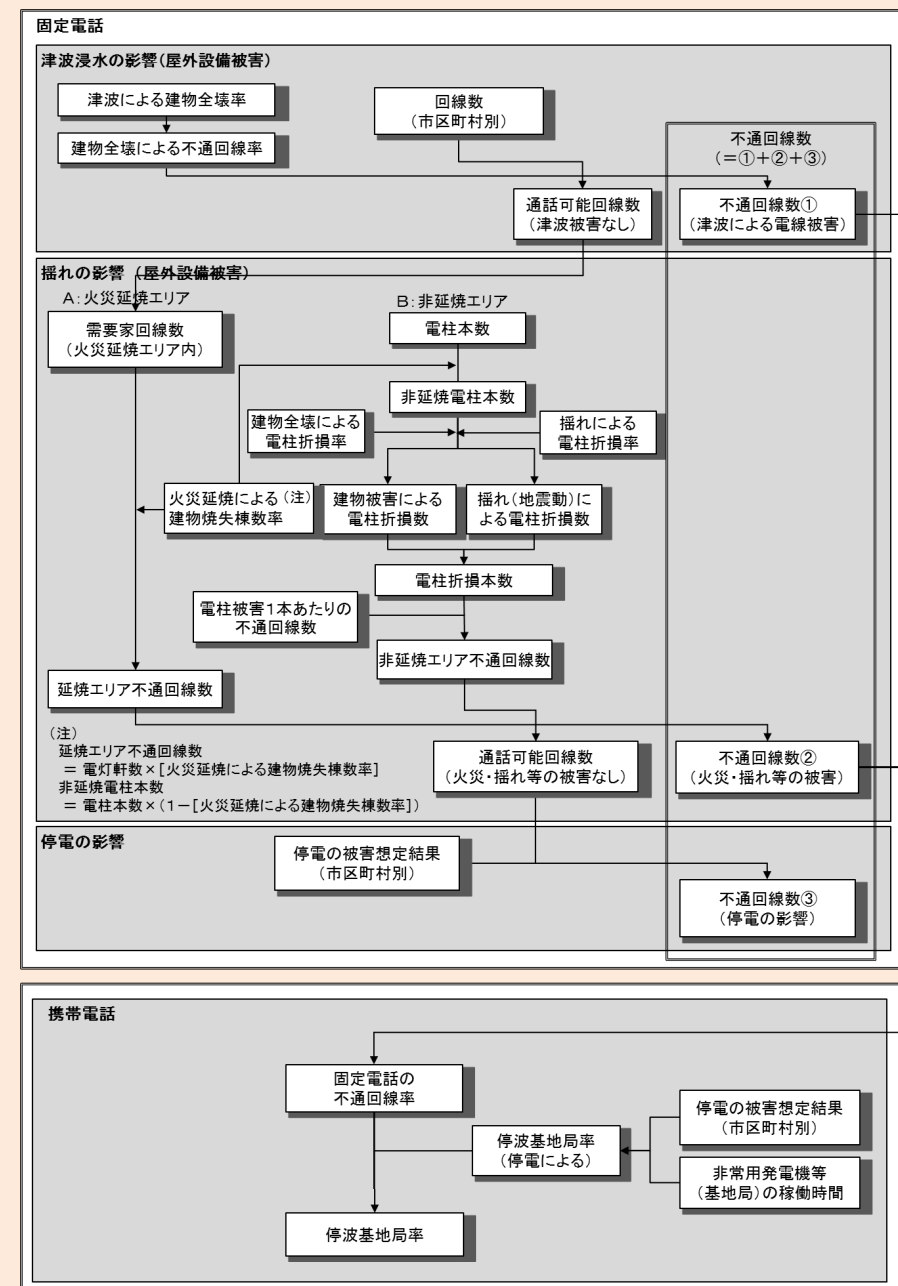 固定電話
津波浸水の影響(屋外設備被害)
津波による建物全壊率
建物全壊による不通回線率
回線数
(市区町村別)
不通回線数
(=①+②+③)
通話可能回線数
(津波被害なし)
不通回線数①
(津波による電線被害)
揺れの影響 (屋外設備被害)
A:火災延焼エリア
B:非延焼エリア
需要家回線数
(火災延焼エリア内)
電柱本数
非延焼電柱本数
建物全壊による
電柱折損率
揺れによる
電柱折損率
火災延焼による(注)
建物焼失棟数率
建物被害による
電柱折損数
揺れ(地震動)に
よる電柱折損数
電柱折損本数
電柱被害1本あたりの
不通回線数
非延焼エリア不通回線数
延焼エリア不通回線数
(注)
延焼エリア不通回線数
= 電灯軒数×[火災延焼による建物焼失棟数率]
非延焼電柱本数
= 電柱本数×(1-[火災延焼による建物焼失棟数率])
通話可能回線数
(火災・揺れ等の被害なし)
不通回線数②
(火災・揺れ等の被害)
停電の影響
停電の被害想定結果
(市区町村別)
不通回線数③
(停電の影響)
携帯電話
固定電話の
不通回線率
停波基地局率
(停電による)
停電の被害想定結果
(市区町村別)
非常用発電機等
(基地局)の稼働時間
停波基地局率